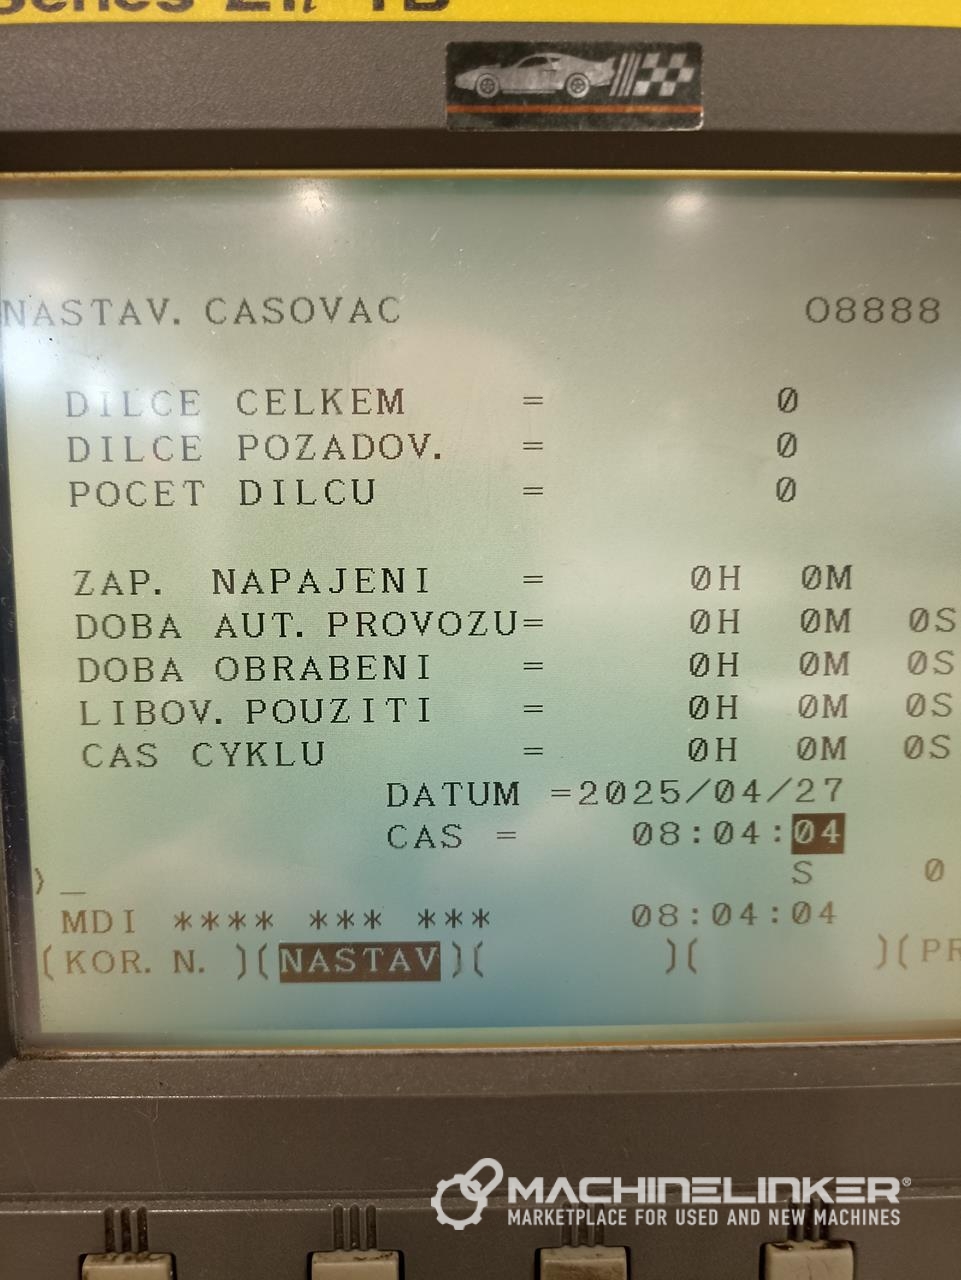 Series 21i-TB
NASTAV. CASOVAC O8888
DILCE CELKEM = 0
DILCE POZADOV. = 0
POCET DILCU = 0
ZAP. NAPAJENI = 0H 0M
DOBA AUT. PROVOZU= 0H 0M 0S
DOBA OBRABENI = 0H 0M 0S
LIBOV. POUZITI = 0H 0M 0S
CAS CYKLU = 0H 0M 0S
DATUM =2025/04/27
CAS = 08:04:04
>_ S 0
MDI **** *** *** 08:04:04
(KOR. N. )(NASTAV)( )( )(PR
MACHINELINKER®
MARKETPLACE FOR USED AND NEW MACHINES